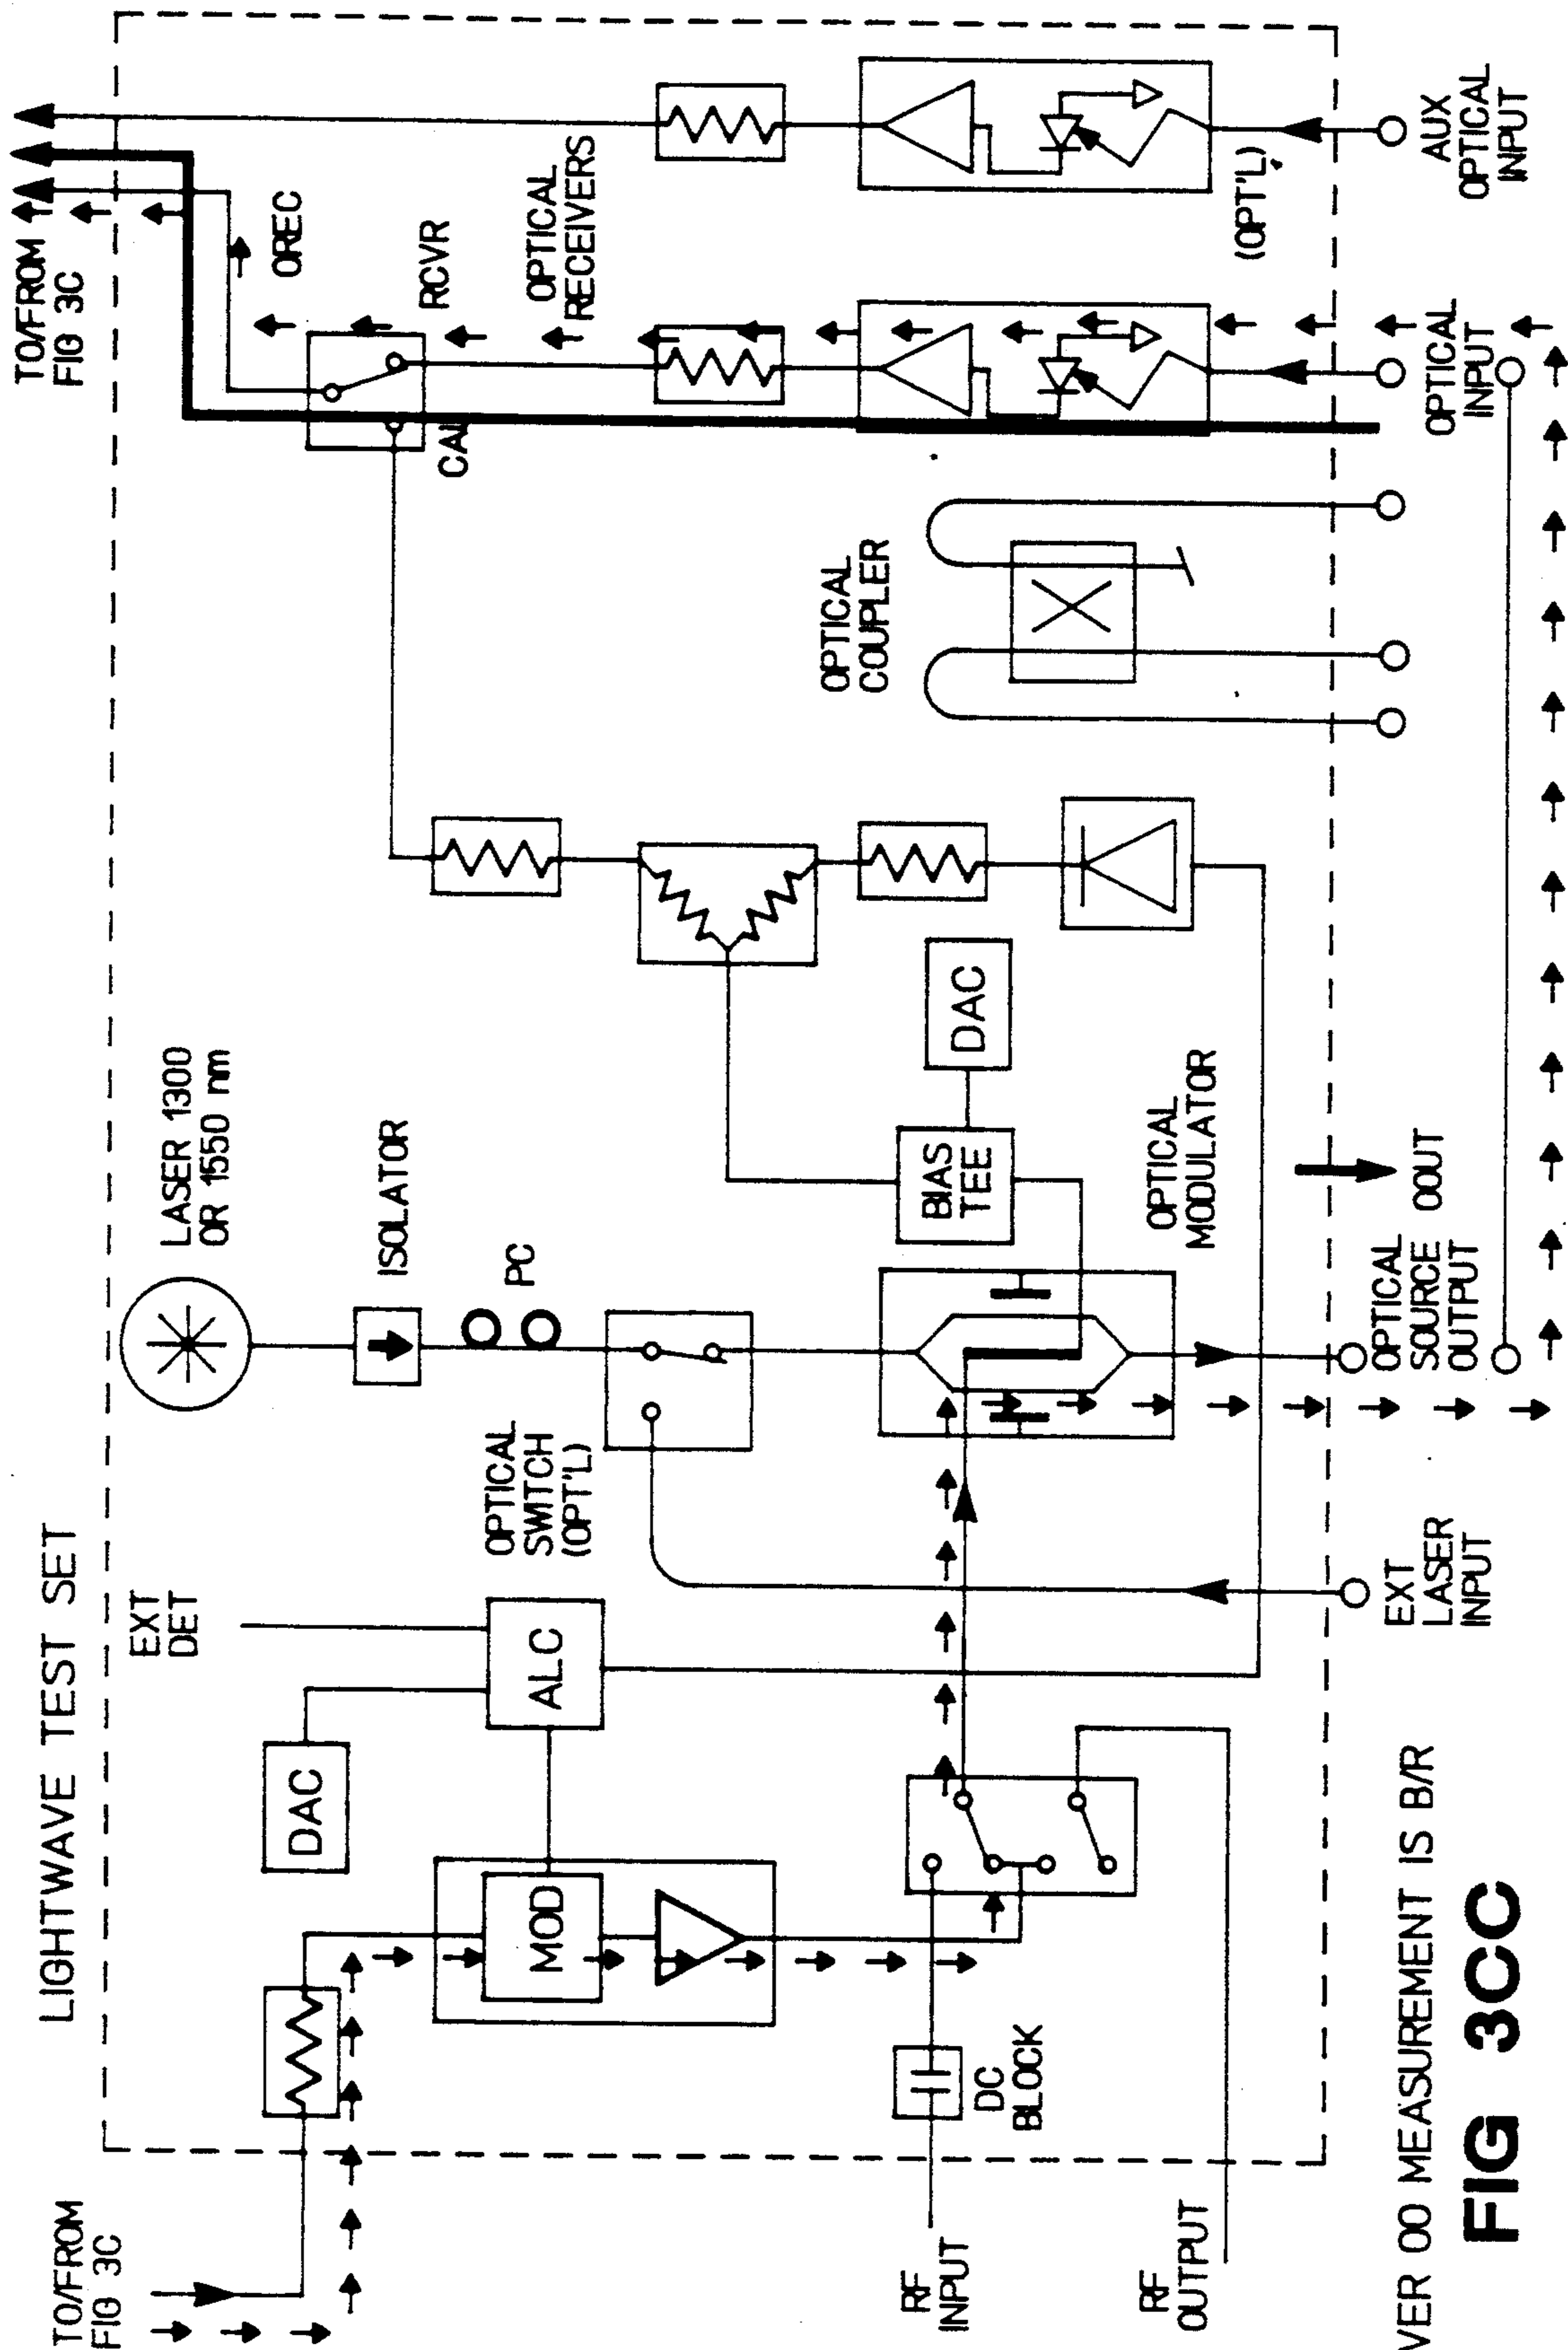 LIGHTWAVE TEST SET
TO/FROM
FIG 3C
DAC
EXT
DET
ALC
MOD
LASER 1300
OR 1550 nm
ISOLATOR
PC
OPTICAL
SWITCH
(OPT'L)
DC
BLOCK
RF
INPUT
RF
OUTPUT
EXT
LASER
INPUT
BIAS
TEE
DAC
OPTICAL
MODULATOR
OPTICAL
SOURCE OOUT
OUTPUT
OPTICAL
COUPLER
TO/FROM
FIG 3C
OREC
RCVR
CAL
OPTICAL
RECEIVERS
(OPT'L)
OPTICAL
INPUT
AUX
OPTICAL
INPUT
VER OO MEASUREMENT IS B/R
FIG 3CC